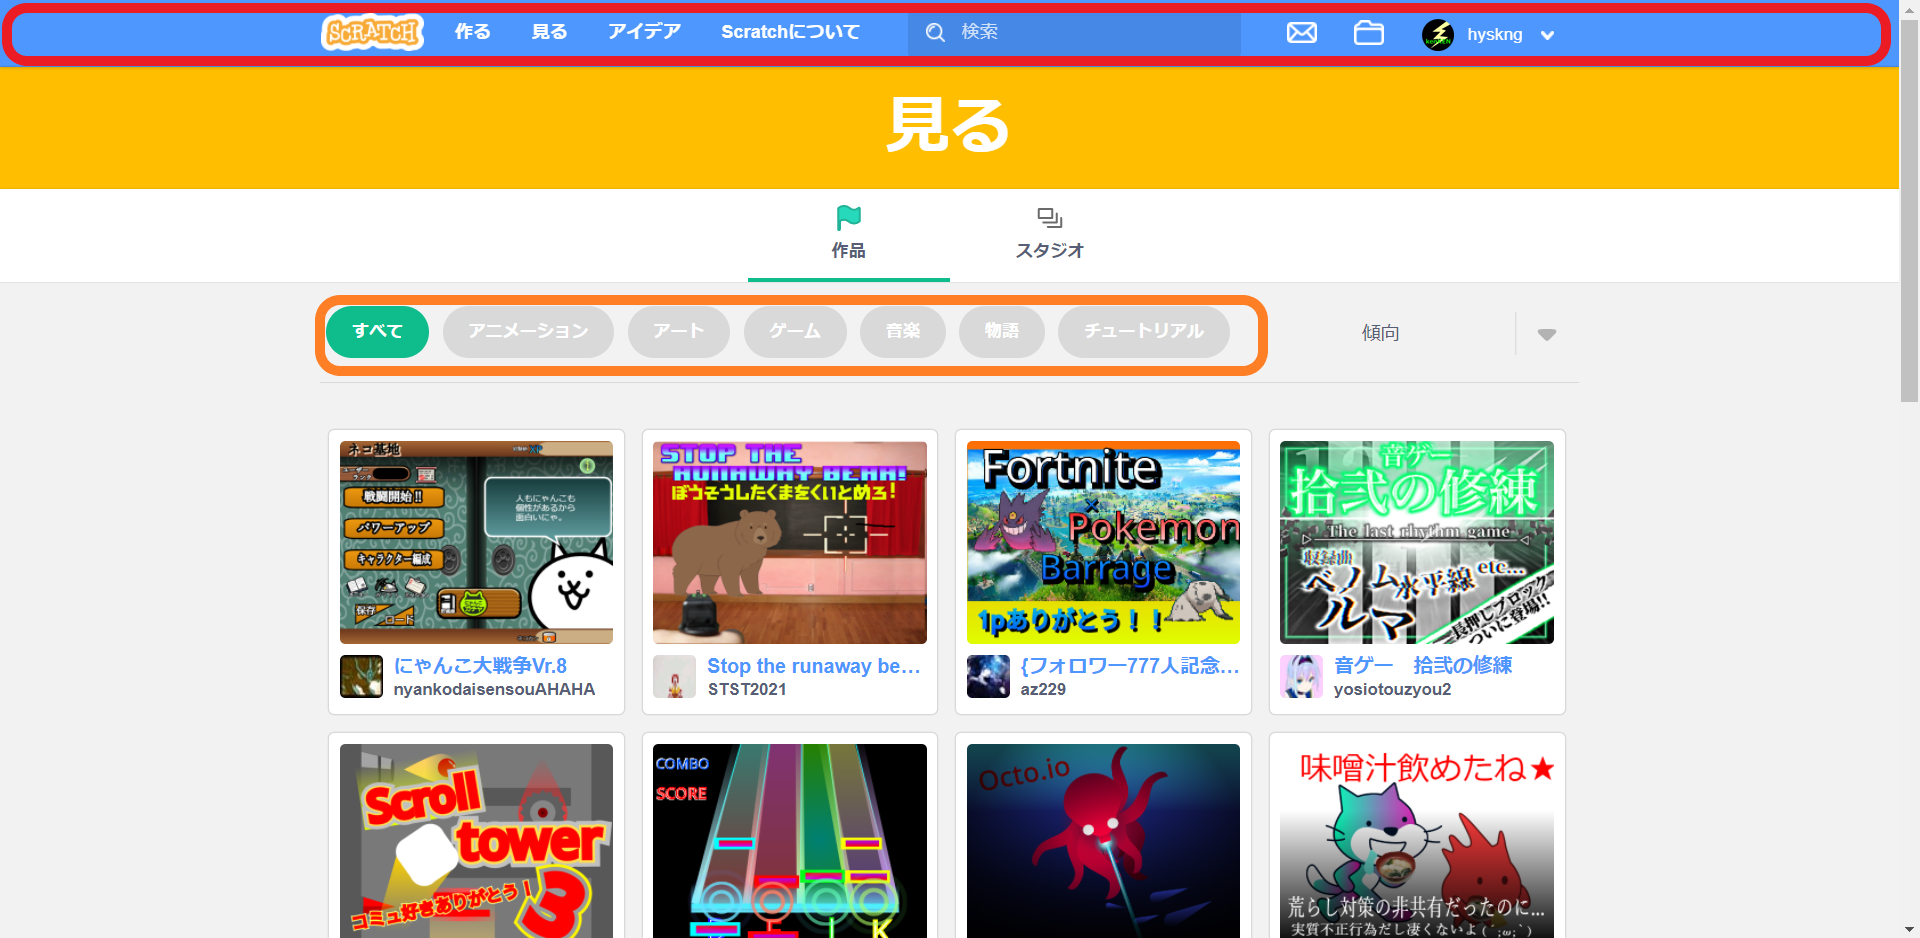 SCRATCH 作る 見る アイデア Scratchについて 検索 hyskng
見る
作品 スタジオ
すべて アニメーション アート ゲーム 音楽 物語 チュートリアル 傾向
ネコ基地
戦闘開始!!
パワーアップ
キャラクター編成
保存
ロード
人もにゃんこも
個性があるから
面白いにゃ。
STOP THE
RUNAWAY BEAR!
ぼうそうしたくまをくいとめろ!
Fortnite
×
Pokemon
Barrage
1pありがとう!!
音ゲー
拾弐の修練
The last rhythm game
収録曲
ベノム 水平線 etc...
ルマ
長押しブロック
ついに登場!!
にゃんこ大戦争Vr.8
nyankodaisensouAHAHA
Stop the runaway be...
STST2021
{フォロワー777人記念...
az229
音ゲー　拾弐の修練
yosiotouzyou2
Scroll
tower
3
コミュ好きありがとう!
COMBO
SCORE
K
Octo.io
味噌汁飲めたね★
荒らし対策の非共有だったのに...
実質不正行為だし凄くないよ(´;ω;`)